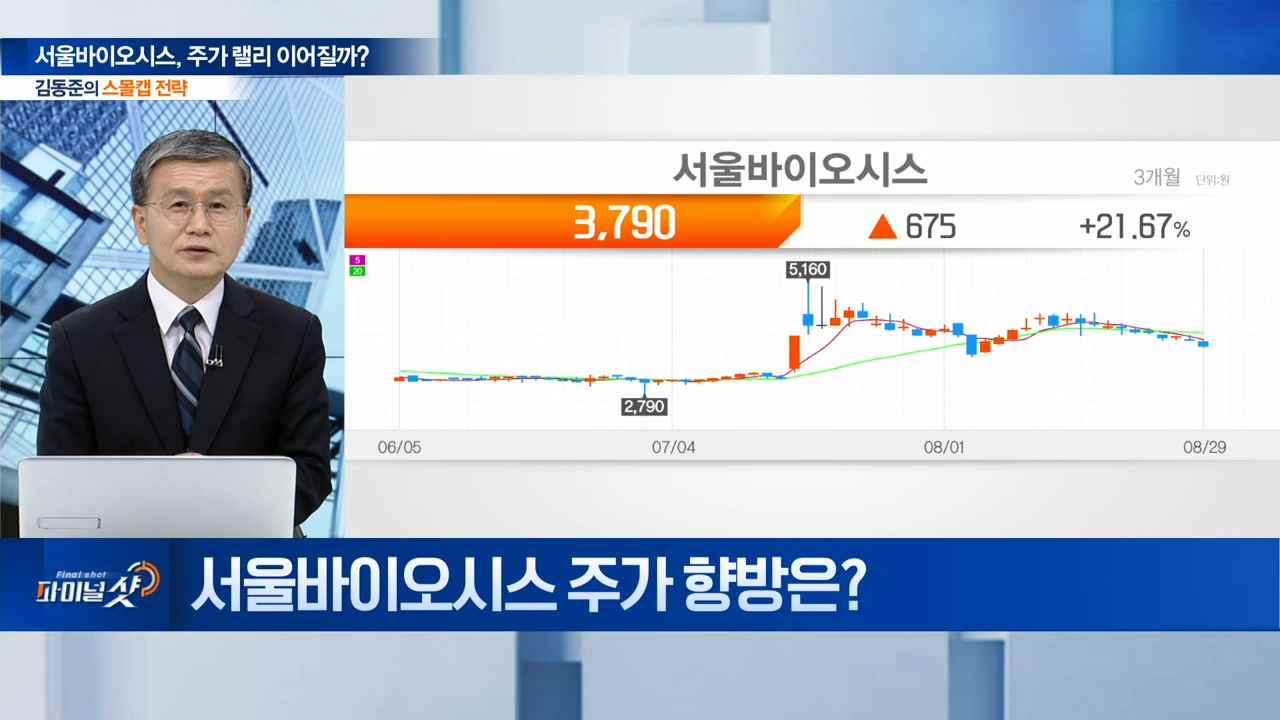 서울바이오시스, 주가 랠리 이어질까?
김동준의 스몰캡 전략
서울바이오시스
3개월 단위:원
3,790 ▲ 675 +21.67%
5
20
5,160
2,790
06/05 07/04 08/01 08/29
Final shot
파이널샷
서울바이오시스 주가 향방은?